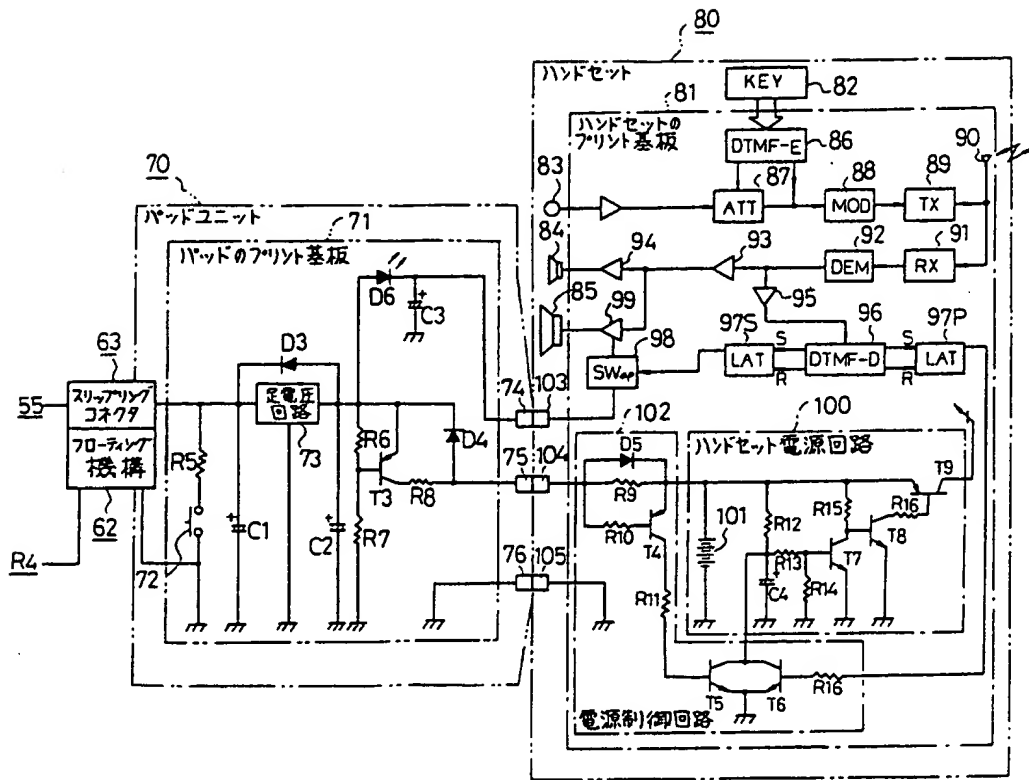 80
ハンドセット
KEY
82
81
ハンドセットの
プリント基板
DTMF-E
86
90
83
87
88
89
ATT
MOD
TX
70
パッドユニット
71
パッドのプリント基板
84
94
93
92
91
DEM
RX
85
99
95
D6
C3
98
97S
96
97P
SWap
LAT
S
R
DTMF-D
S
R
LAT
63
D3
55
スリップリング
コネクタ
定電圧
回路
73
74
103
102
100
ハンドセット電源回路
フローティング
機構
R5
R6
D4
T3
R8
75
104
D5
R9
T9
R16
R10
T4
101
R12
R15
T8
62
R4
72
C1
C2
R7
76
105
R13
T7
C4
R14
R11
T5
T6
R16
電源制御回路